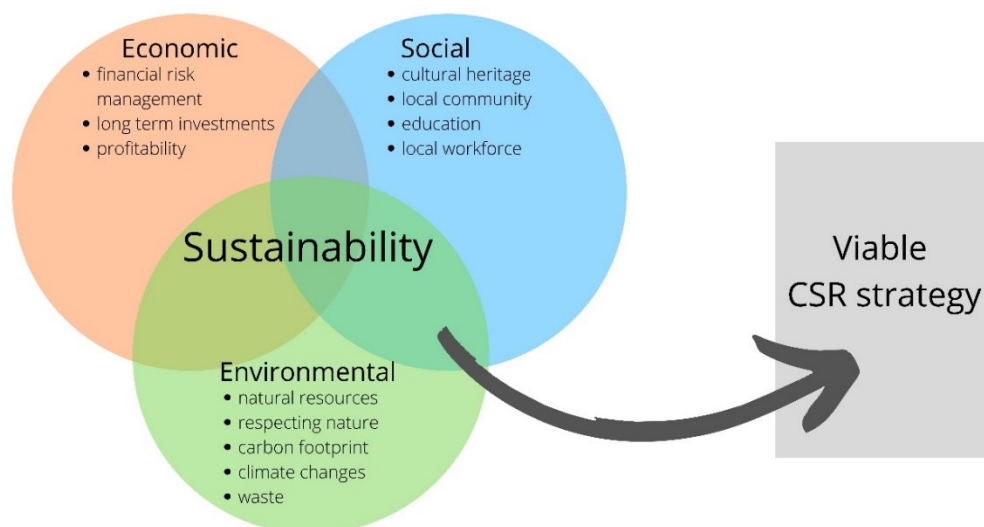 Economic
• financial risk
management
• long term investments
• profitability
Social
• cultural heritage
• local community
• education
• local workforce
Sustainability
Environmental
• natural resources
• respecting nature
• carbon footprint
• climate changes
• waste
Viable
CSR strategy